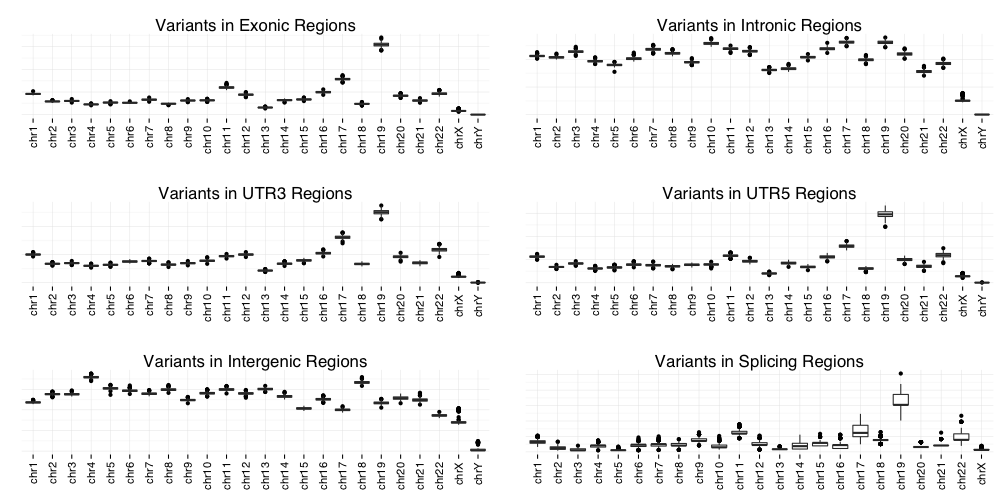 Variants in Exonic Regions
chr1 chr2 chr3 chr4 chr5 chr6 chr7 chr8 chr9 chr10 chr11 chr12 chr13 chr14 chr15 chr16 chr17 chr18 chr19 chr20 chr21 chr22 chrX chrY
Variants in Intronic Regions
chr1 chr2 chr3 chr4 chr5 chr6 chr7 chr8 chr9 chr10 chr11 chr12 chr13 chr14 chr15 chr16 chr17 chr18 chr19 chr20 chr21 chr22 chrX chrY
Variants in UTR3 Regions
chr1 chr2 chr3 chr4 chr5 chr6 chr7 chr8 chr9 chr10 chr11 chr12 chr13 chr14 chr15 chr16 chr17 chr18 chr19 chr20 chr21 chr22 chrX chrY
Variants in UTR5 Regions
chr1 chr2 chr3 chr4 chr5 chr6 chr7 chr8 chr9 chr10 chr11 chr12 chr13 chr14 chr15 chr16 chr17 chr18 chr19 chr20 chr21 chr22 chrX chrY
Variants in Intergenic Regions
chr1 chr2 chr3 chr4 chr5 chr6 chr7 chr8 chr9 chr10 chr11 chr12 chr13 chr14 chr15 chr16 chr17 chr18 chr19 chr20 chr21 chr22 chrX chrY
Variants in Splicing Regions
chr1 chr2 chr3 chr4 chr5 chr6 chr7 chr8 chr9 chr10 chr11 chr12 chr13 chr14 chr15 chr16 chr17 chr18 chr19 chr20 chr21 chr22 chrX